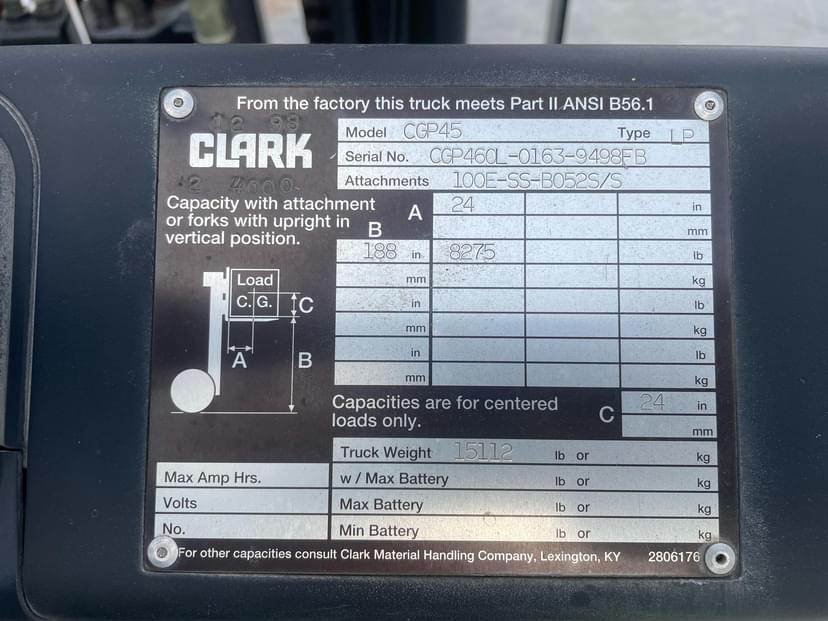 From the factory this truck meets Part II ANSI B56.1
12 98
CLARK
2 4000
Model CGP45 Type LP
Serial No. CGP460L-0163-9498FB
Attachments 100E-SS-B052S/S
Capacity with attachment
or forks with upright in
vertical position.
A 24 in
mm
B
188 in 8275 lb
mm kg
in lb
mm kg
in lb
mm kg
Load
C. G.
C
A
B
Capacities are for centered
loads only.
C 24 in
mm
Truck Weight 15112 lb or kg
Max Amp Hrs. w / Max Battery lb or kg
Volts Max Battery lb or kg
No. Min Battery lb or kg
For other capacities consult Clark Material Handling Company, Lexington, KY 2806176